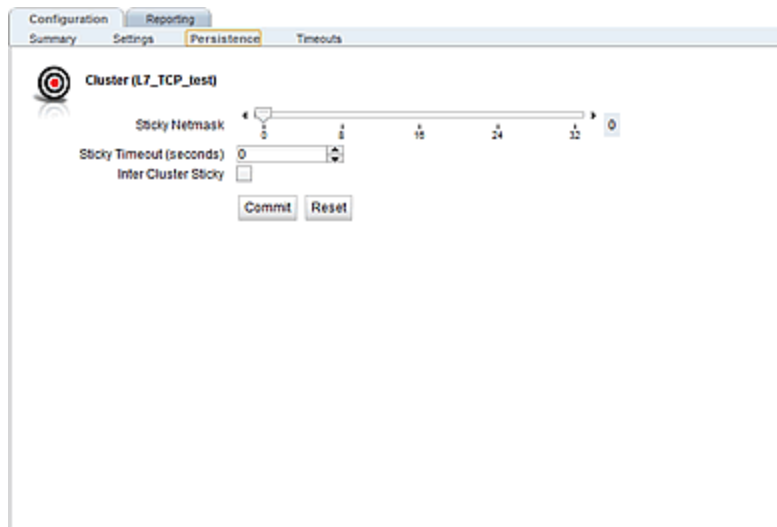 Configuration Reporting
Summary Settings Persistence Timeouts
Cluster (L7_TCP_test)
Sticky Netmask 0
0 8 16 24 32
Sticky Timeout (seconds) 0
Inter Cluster Sticky
Commit Reset